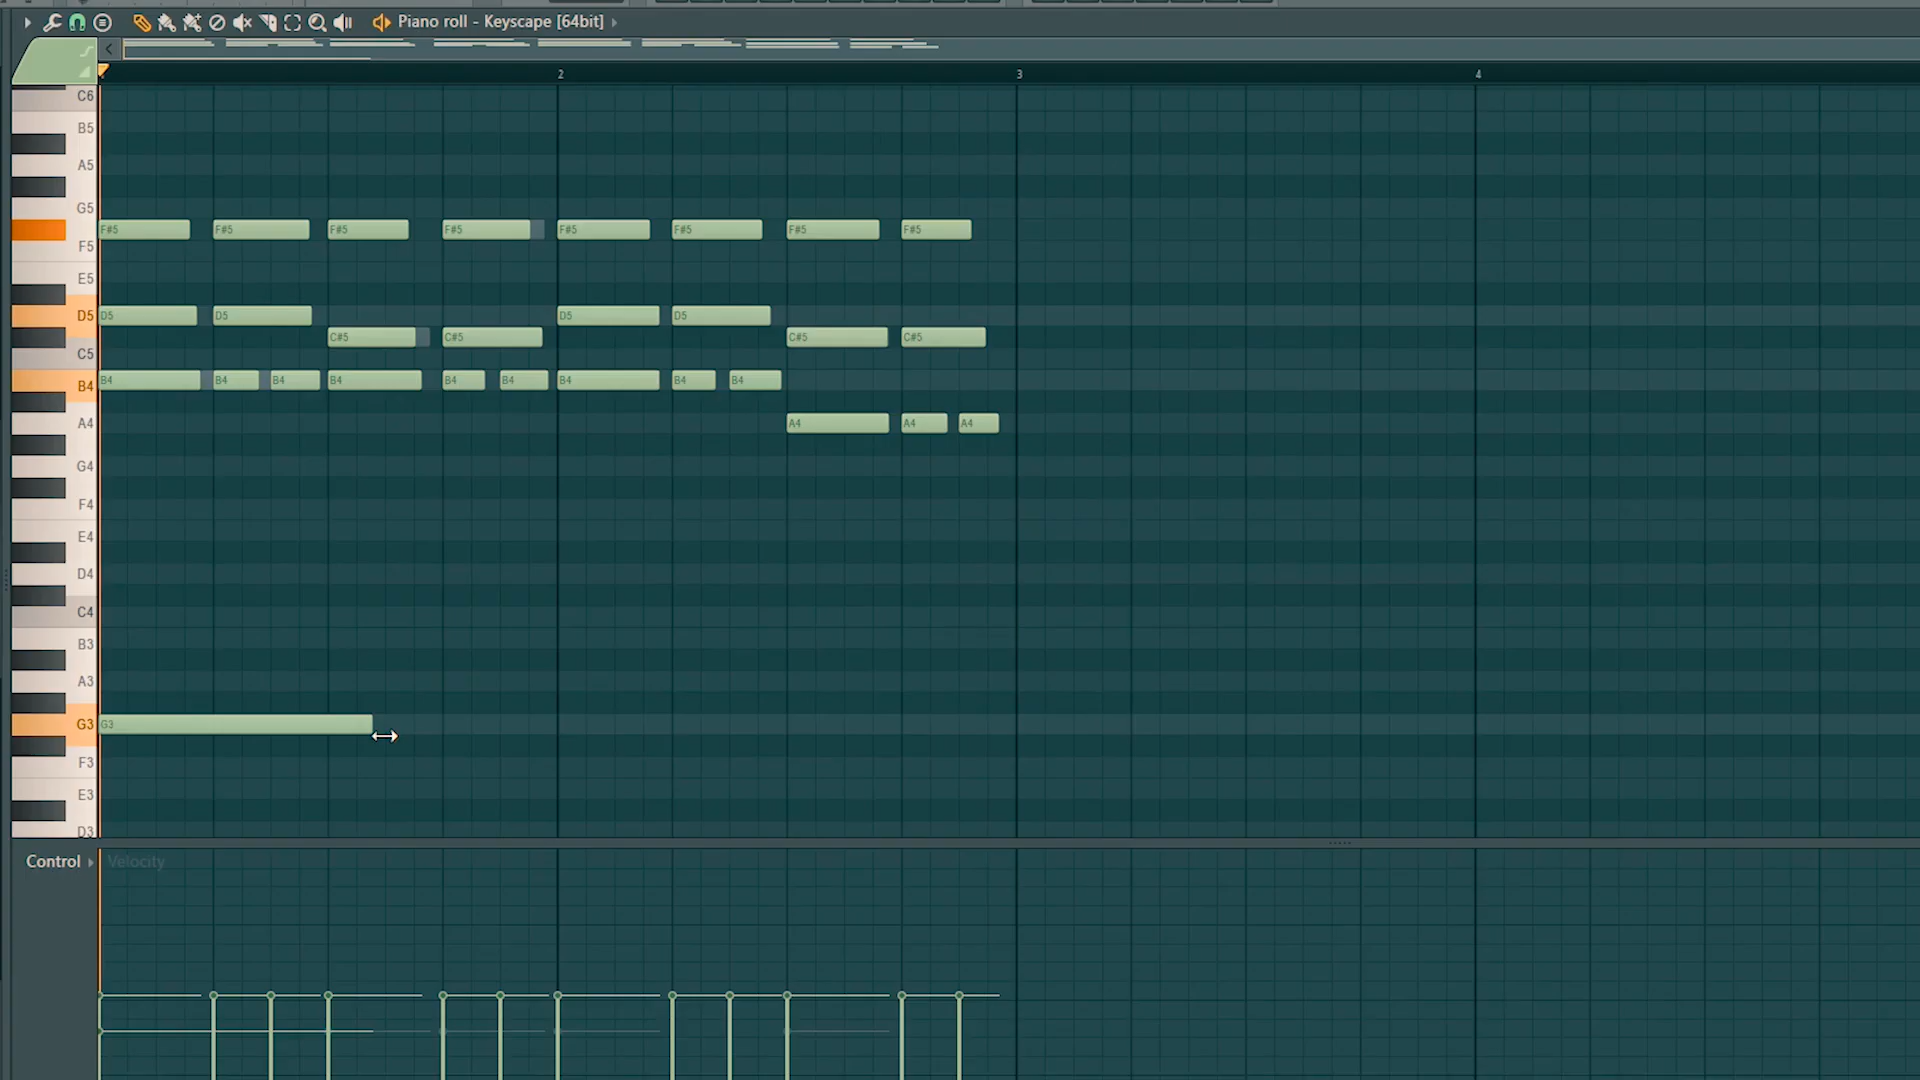 Piano roll - Keyscape [64bit]
2 3 4
C6
B5
A5
G5
F#5 F#5 F#5 F#5 F#5 F#5 F#5 F#5
F5
E5
D5 D5 D5 D5 D5
C#5 C#5 C#5 C#5
C5
B4 B4 B4 B4 B4 B4 B4 B4 B4 B4
A4 A4 A4 A4
G4
F4
E4
D4
C4
B3
A3
G3 G3
F3
E3
D3
Control Velocity